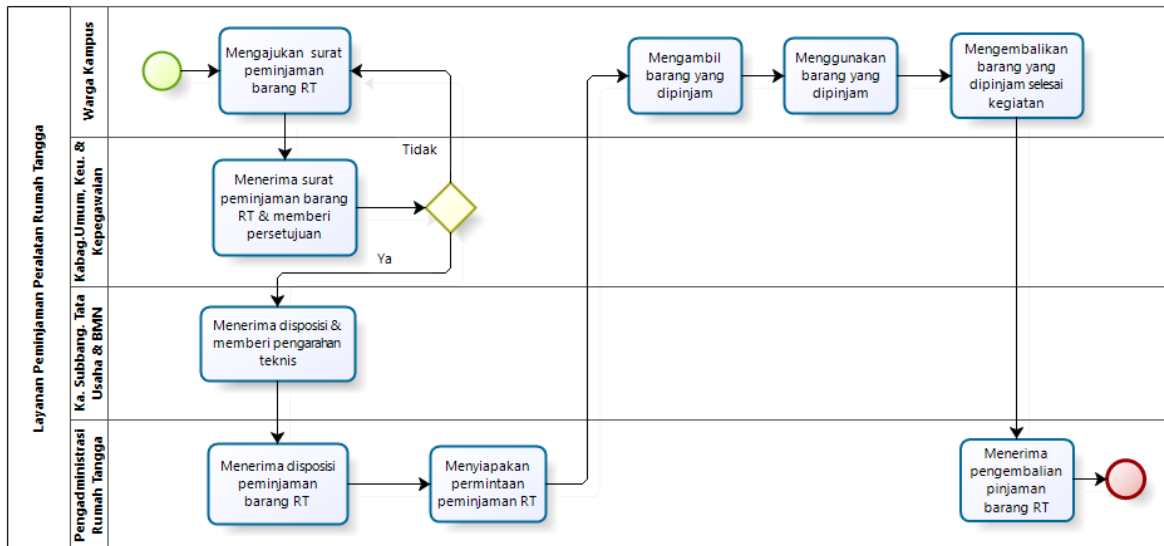 Layanan Peminjaman Peralatan Rumah Tangga
Warga Kampus
Mengajukan surat
peminjaman
barang RT
Mengambil
barang yang
dipinjam
Menggunakan
barang yang
dipinjam
Mengembalikan
barang yang
dipinjam selesai
kegiatan
Kabag.Umum, Keu. &
Kepegawaian
Menerima surat
peminjaman barang
RT & memberi
persetujuan
Tidak
Ya
Ka. Subbang. Tata
Usaha & BMN
Menerima disposisi &
memberi pengarahan
teknis
Pengadministrasi
Rumah Tangga
Menerima disposisi
peminjaman
barang RT
Menyiapakan
permintaan
peminjaman RT
Menerima
pengembalian
pinjaman
barang RT